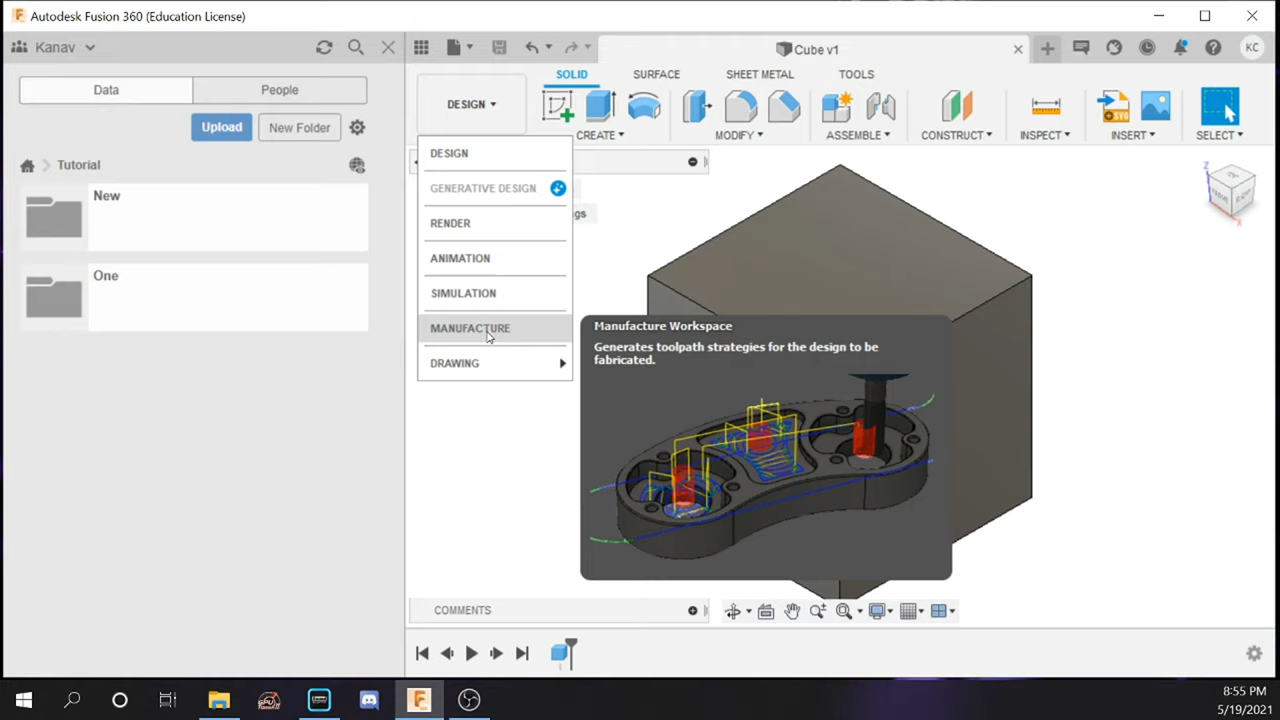 Autodesk Fusion 360 (Education License)
Kanav
Cube v1
KC
Data
People
Upload
New Folder
Tutorial
New
One
SOLID
SURFACE
SHEET METAL
TOOLS
DESIGN
CREATE
MODIFY
ASSEMBLE
CONSTRUCT
INSPECT
INSERT
SELECT
DESIGN
GENERATIVE DESIGN
RENDER
ANIMATION
SIMULATION
MANUFACTURE
DRAWING
ngs
Manufacture Workspace
Generates toolpath strategies for the design to be
fabricated.
Z
X
COMMENTS
8:55 PM
5/19/2021